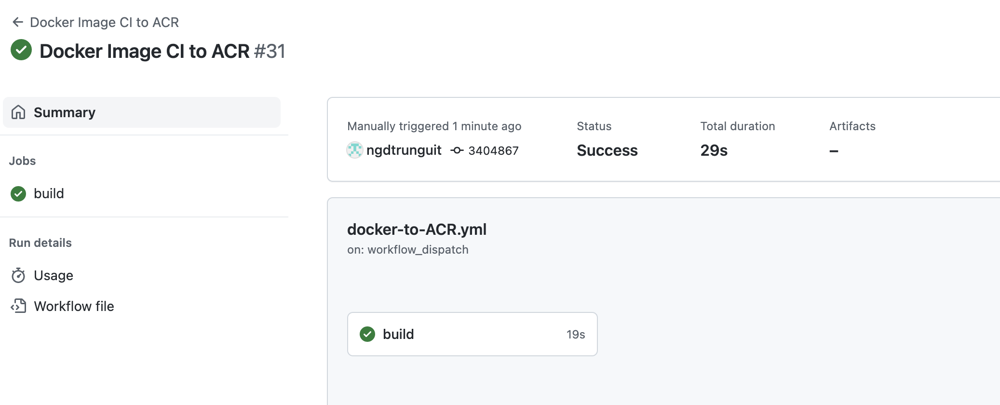 Docker Image CI to ACR
Docker Image CI to ACR #31
Summary
Jobs
build
Run details
Usage
Workflow file
Manually triggered 1 minute ago
ngdtrunguit 3404867
Status
Success
Total duration
29s
Artifacts
–
docker-to-ACR.yml
on: workflow_dispatch
build 19s